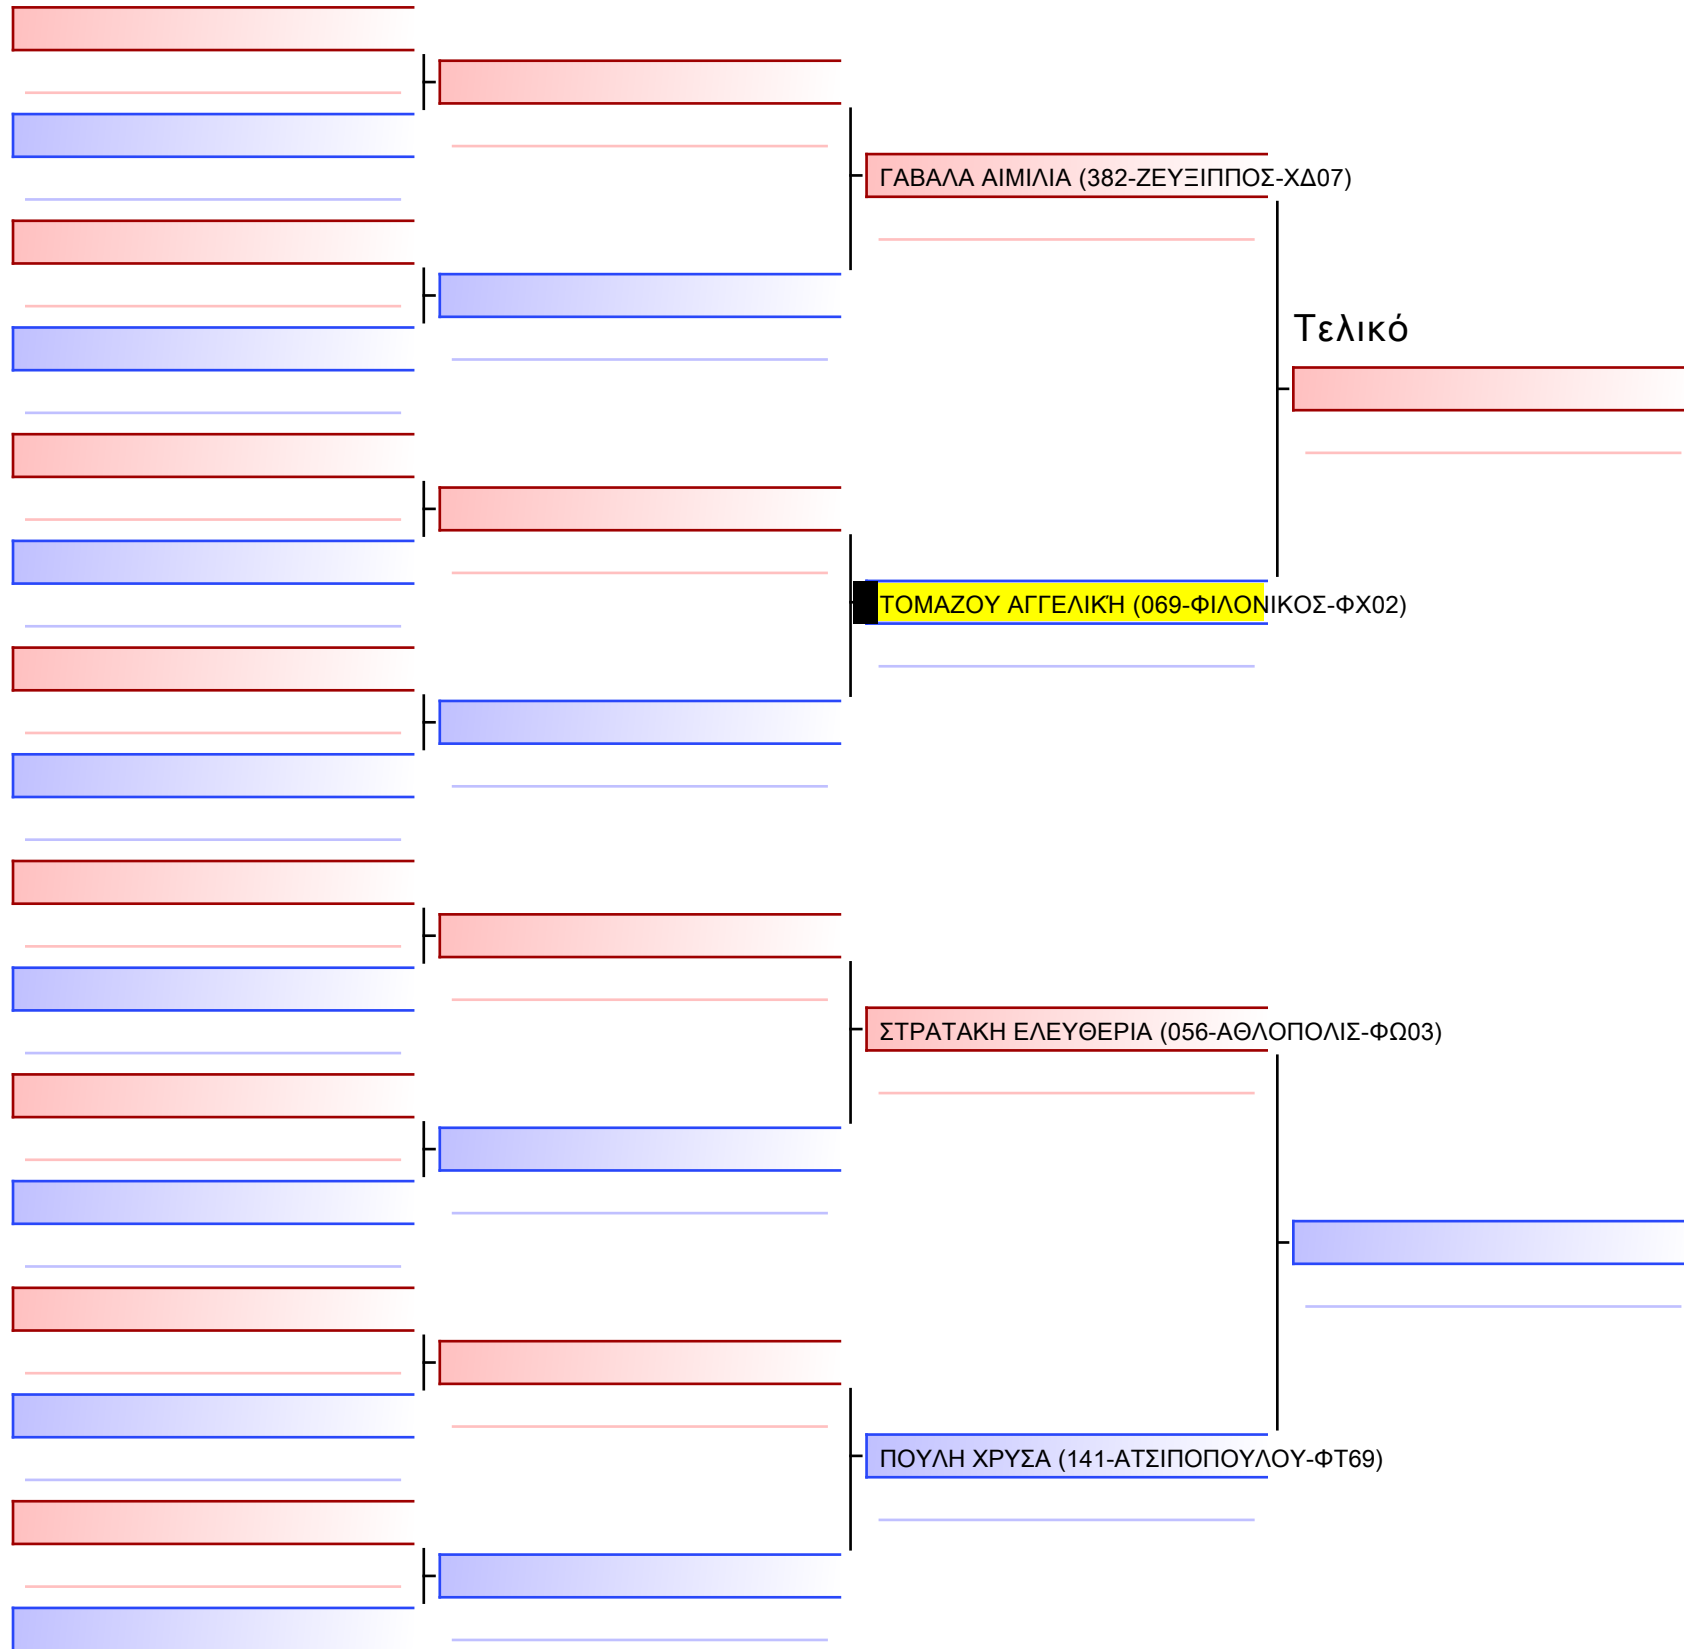 ΓΑΒΑΛΑ ΑΙΜΙΛΙΑ (382-ΖΕΥΞΙΠΠΟΣ-ΧΔ07)
Τελικό
ΤΟΜΑΖΟΥ ΑΓΓΕΛΙΚΉ (069-ΦΙΛΟΝΙΚΟΣ-ΦΧ02)
ΣΤΡΑΤΑΚΗ ΕΛΕΥΘΕΡΙΑ (056-ΑΘΛΟΠΟΛΙΣ-ΦΩ03)
ΠΟΥΛΗ ΧΡΥΣΑ (141-ΑΤΣΙΠΟΠΟΥΛΟΥ-ΦΤ69)